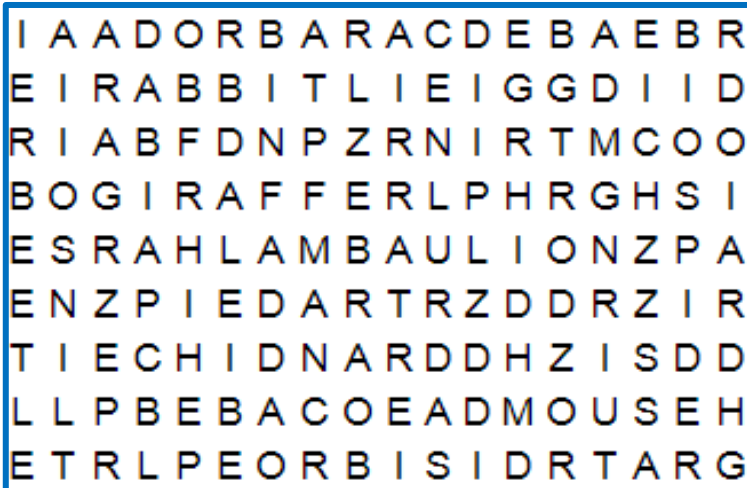 I A A D O R B A R A C D E B A E B R
E I R A B B I T L I E I G G D I I D
R I A B F D N P Z R N I R T M C O O
B O G I R A F F E R L P H R G H S I
E S R A H L A M B A U L I O N Z P A
E N Z P I E D A R T R Z D D R Z I R
T I E C H I D N A R D D H Z I S D D
L L P B E B A C O E A D M O U S E H
E T R L P E O R B I S I D R T A R G